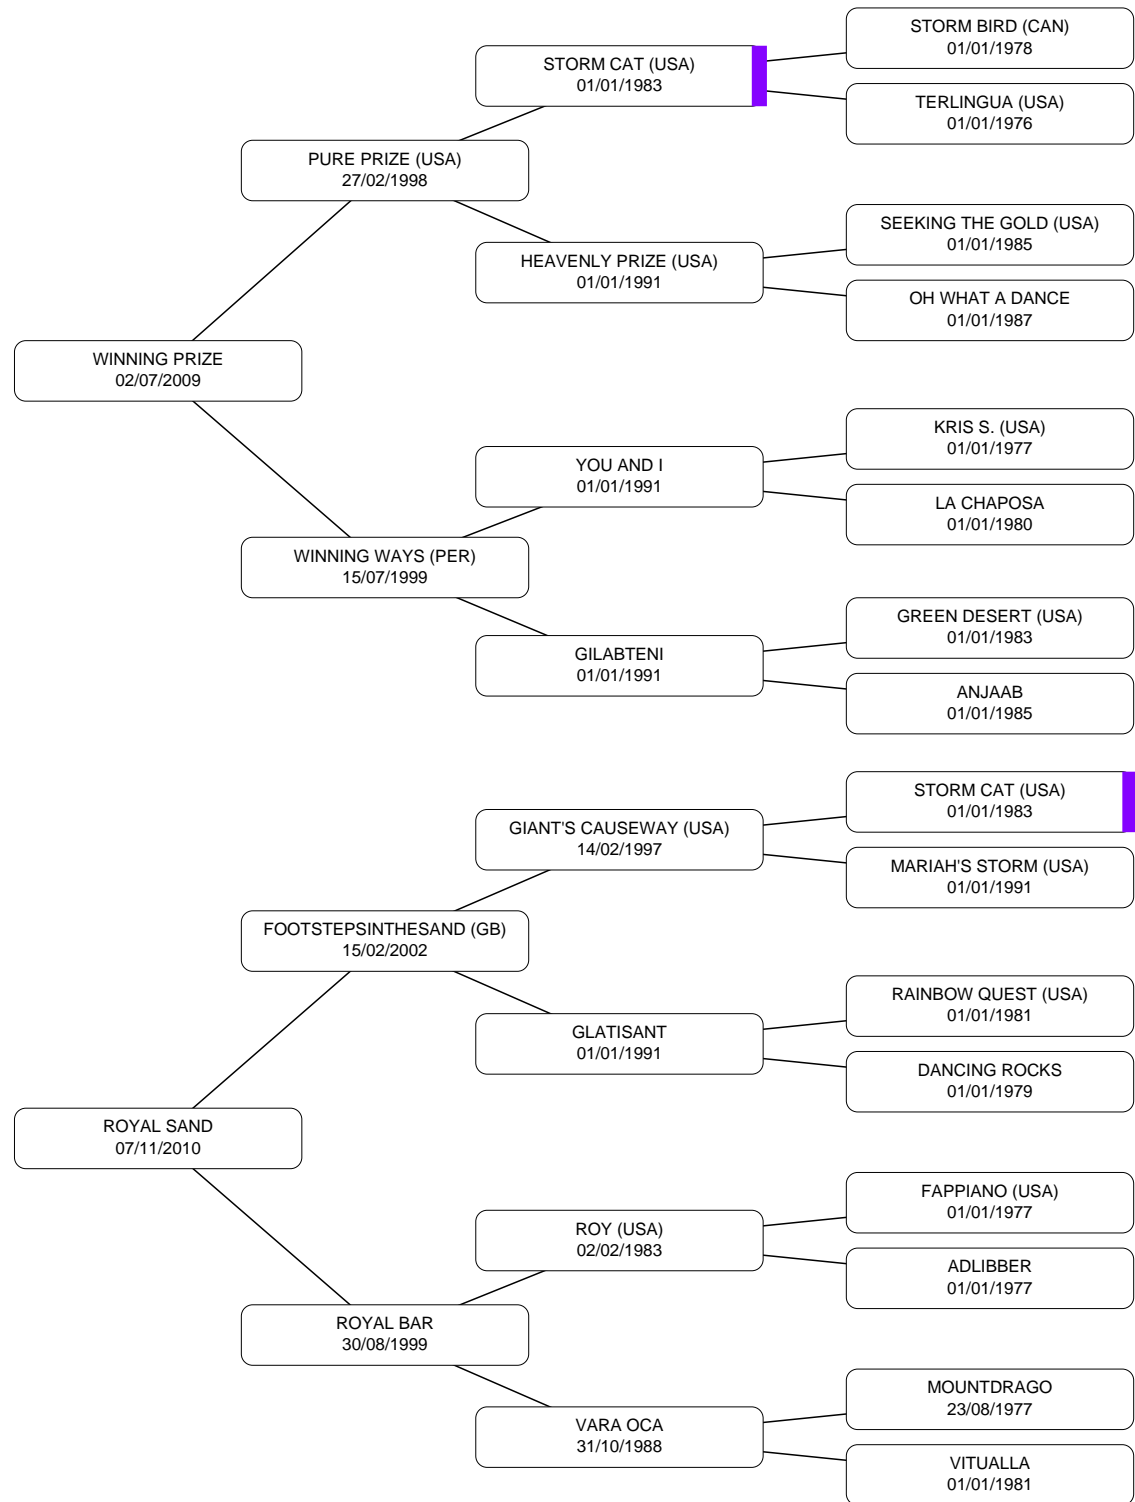 STORM BIRD (CAN)
01/01/1978
STORM CAT (USA)
01/01/1983
TERLINGUA (USA)
01/01/1976
PURE PRIZE (USA)
27/02/1998
SEEKING THE GOLD (USA)
01/01/1985
HEAVENLY PRIZE (USA)
01/01/1991
OH WHAT A DANCE
01/01/1987
WINNING PRIZE
02/07/2009
KRIS S. (USA)
01/01/1977
YOU AND I
01/01/1991
LA CHAPOSA
01/01/1980
WINNING WAYS (PER)
15/07/1999
GREEN DESERT (USA)
01/01/1983
GILABTENI
01/01/1991
ANJAAB
01/01/1985
STORM CAT (USA)
01/01/1983
GIANT'S CAUSEWAY (USA)
14/02/1997
MARIAH'S STORM (USA)
01/01/1991
FOOTSTEPSINTHESAND (GB)
15/02/2002
RAINBOW QUEST (USA)
01/01/1981
GLATISANT
01/01/1991
DANCING ROCKS
01/01/1979
ROYAL SAND
07/11/2010
FAPPIANO (USA)
01/01/1977
ROY (USA)
02/02/1983
ADLIBBER
01/01/1977
ROYAL BAR
30/08/1999
MOUNTDRAGO
23/08/1977
VARA OCA
31/10/1988
VITUALLA
01/01/1981